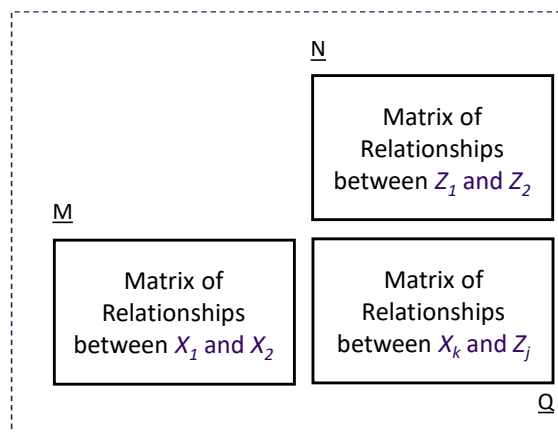 N
Matrix of
Relationships
between Z₁ and Z₂
M
Matrix of
Relationships
between X₁ and X₂
Matrix of
Relationships
between Xₖ and Zⱼ
Q